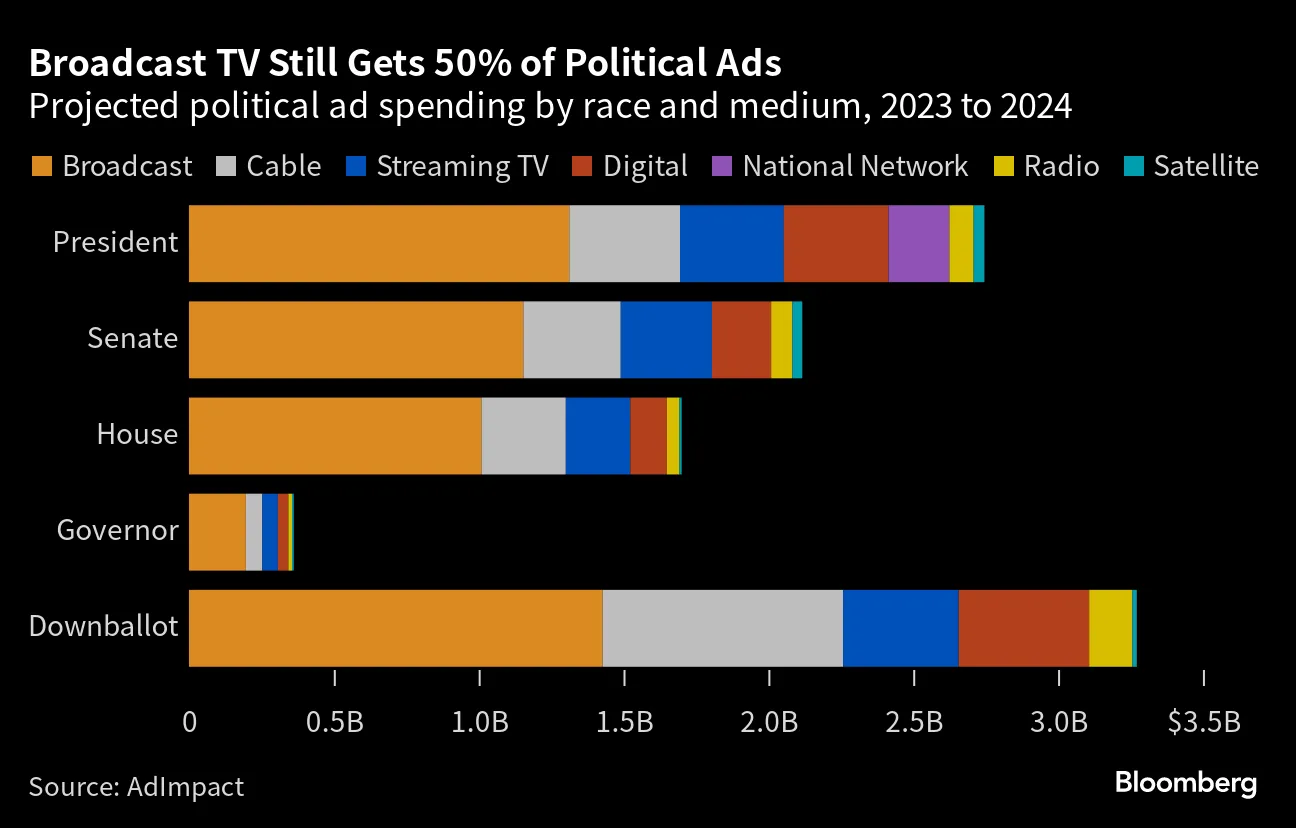 Broadcast TV Still Gets 50% of Political Ads
Projected political ad spending by race and medium, 2023 to 2024
Broadcast Cable Streaming TV Digital National Network Radio Satellite
President
Senate
House
Governor
Downballot
0 0.5B 1.0B 1.5B 2.0B 2.5B 3.0B $3.5B
Source: AdImpact
Bloomberg